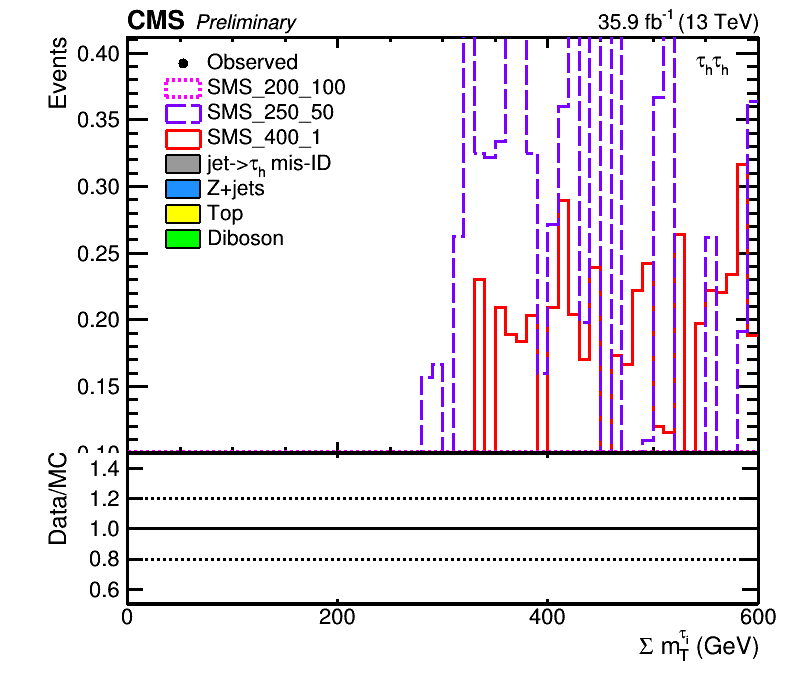 CMS Preliminary 35.9 fb⁻¹ (13 TeV)
Events
0.40
0.35
0.30
0.25
0.20
0.15
0.10
τhτh
Observed
SMS_200_100
SMS_250_50
SMS_400_1
jet->τh mis-ID
Z+jets
Top
Diboson
Data/MC
1.4
1.2
1.0
0.8
0.6
0 200 400 600
Σ mTτi (GeV)